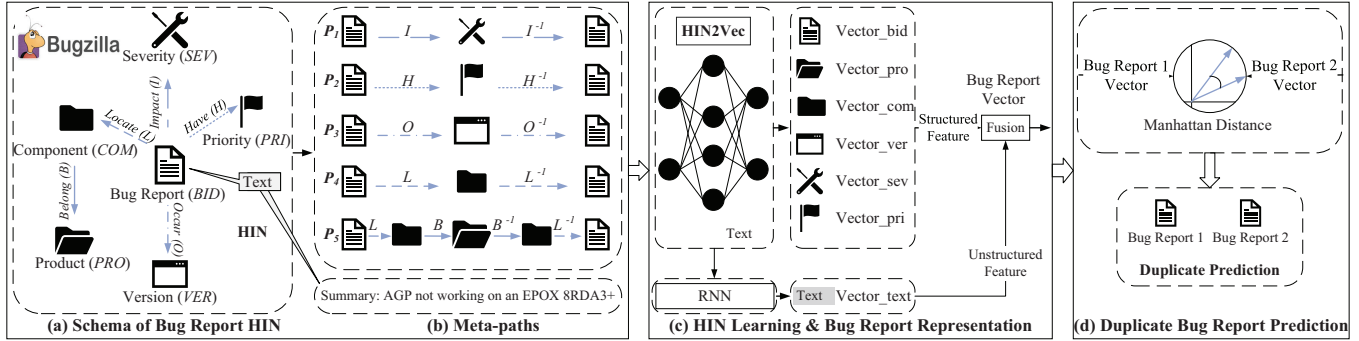 Bugzilla
Severity (SEV)
Impact (I)
Locate (L)
Have (H)
Component (COM)
Priority (PRI)
Bug Report (BID)
Text
Belong (B)
Occur (O)
HIN
Product (PRO)
Version (VER)
(a) Schema of Bug Report HIN
P1 I I-1
P2 H H-1
P3 O O-1
P4 L L-1
P5 L B B-1 L-1
Summary: AGP not working on an EPOX 8RDA3+
(b) Meta-paths
HIN2Vec
Text
RNN
Vector_bid
Vector_pro
Vector_com
Vector_ver
Vector_sev
Vector_pri
Text Vector_text
Structured
Feature
Bug Report
Vector
Fusion
Unstructured
Feature
(c) HIN Learning & Bug Report Representation
Bug Report 1
Vector
Bug Report 2
Vector
Manhattan Distance
Bug Report 1 Bug Report 2
Duplicate Prediction
(d) Duplicate Bug Report Prediction